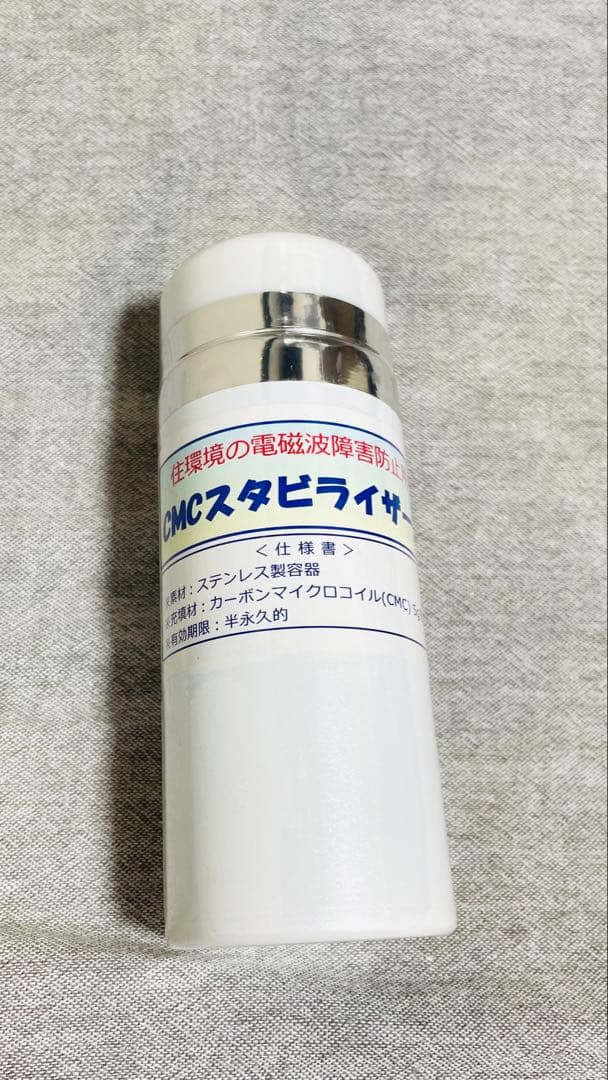 住環境の電磁波障害防止
CMCスタビライザー
＜仕様書＞
※素材：ステンレス製容器
※充填材：カーボンマイクロコイル(CMC) 5g
※有効期限：半永久的